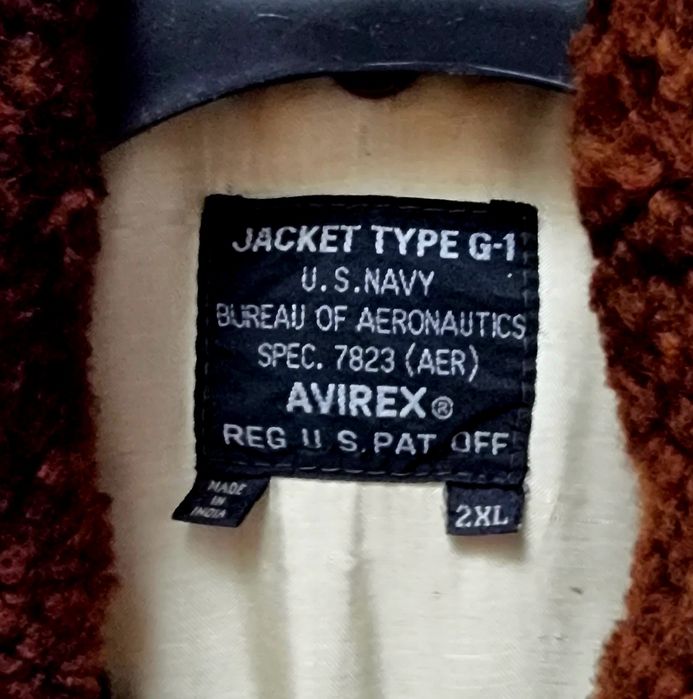 JACKET TYPE G-1
U.S.NAVY
BUREAU OF AERONAUTICS
SPEC. 7823 (AER)
AVIREX®
REG U.S.PAT OFF
MADE
IN
INDIA
2XL